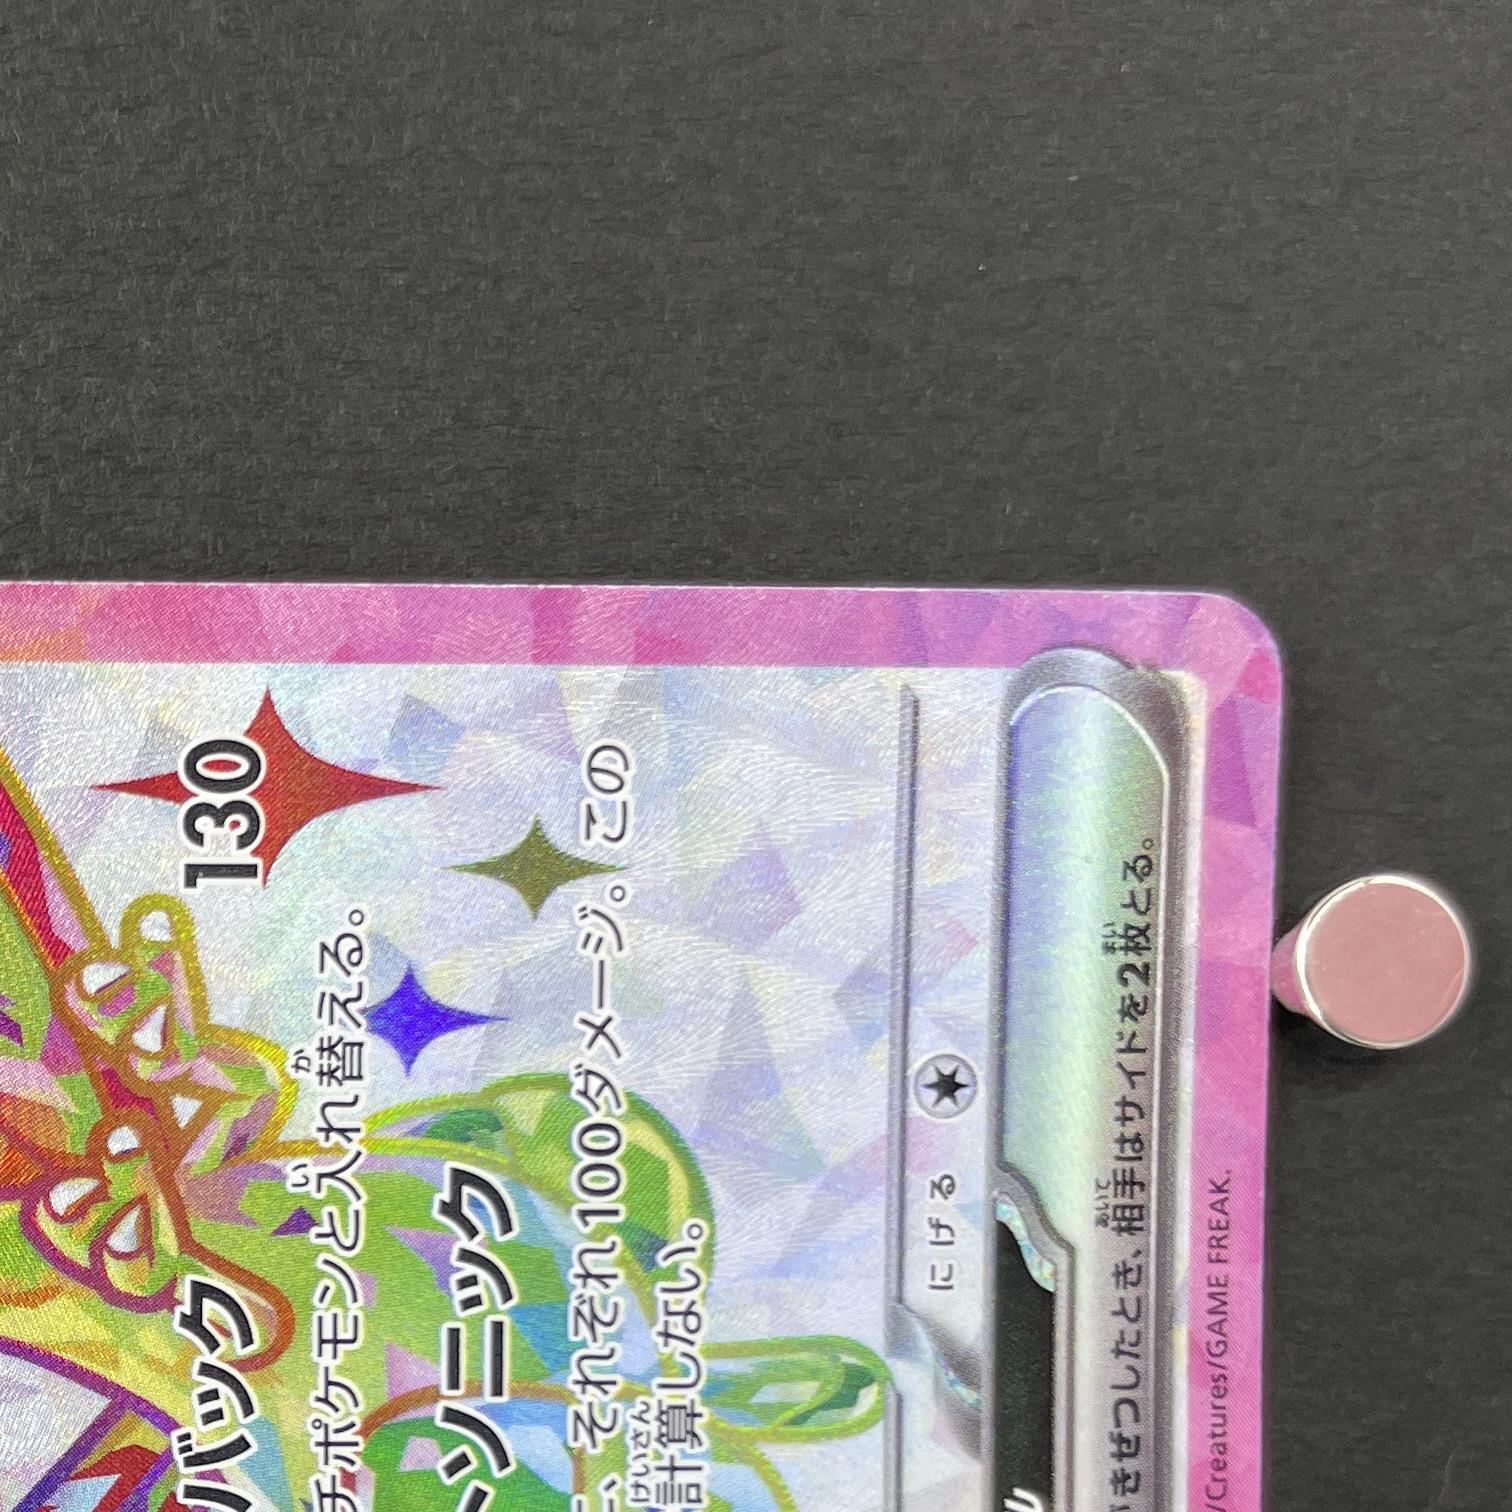 バック 130
チポケモンと入れ替える。
ソニック
、それぞれ100ダメージ。この
計算しない。
にげる
きぜつしたとき、相手はサイドを2枚とる。
/Creatures/GAME FREAK.